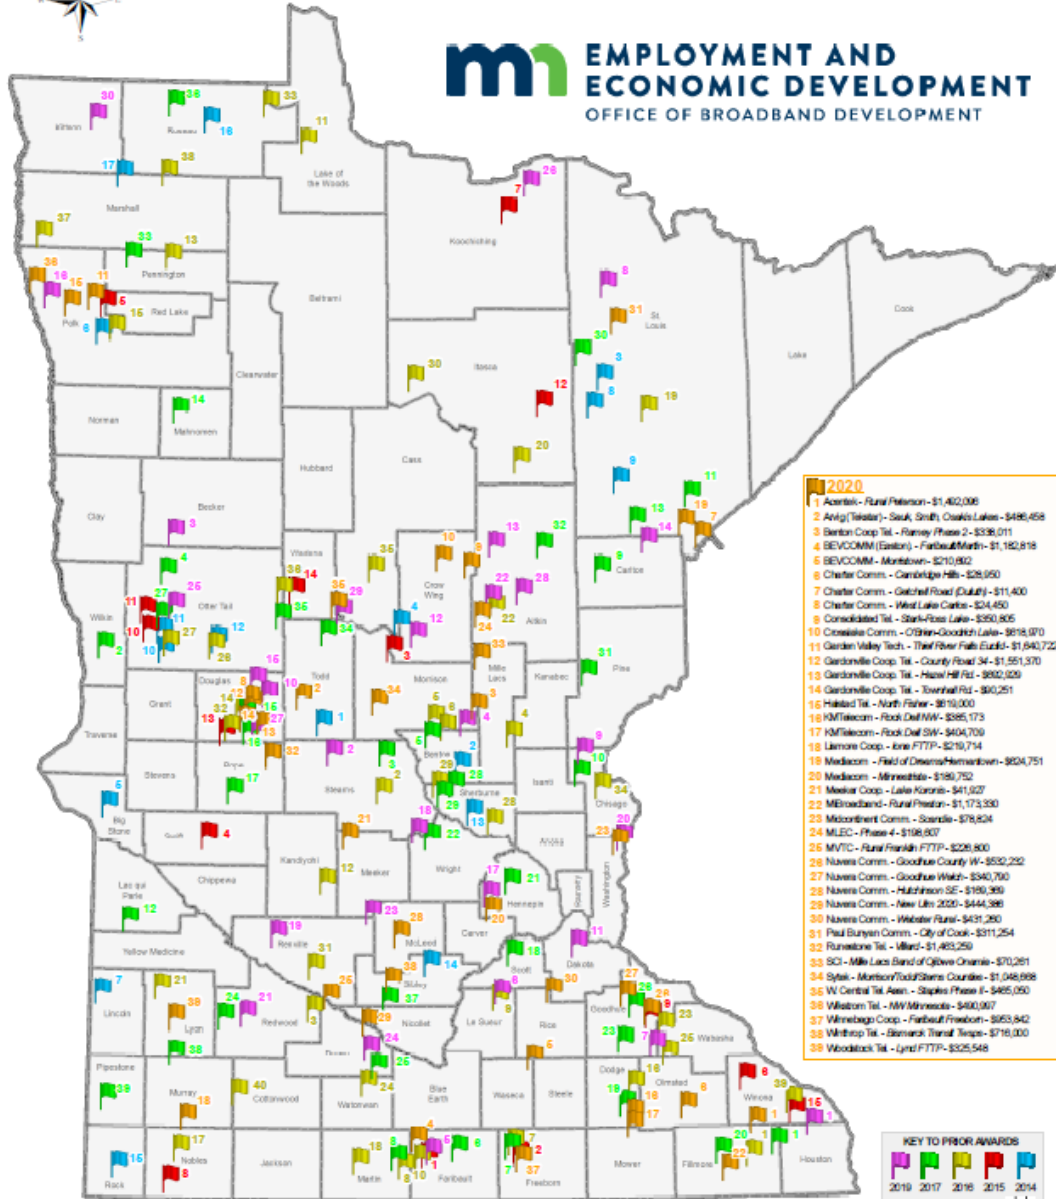 S
EMPLOYMENT AND
ECONOMIC DEVELOPMENT
OFFICE OF BROADBAND DEVELOPMENT
Kittson
Roseau
Lake of
the Woods
Marshall
Koochiching
Pennington
Polk
Red Lake
Beltrami
St.
Louis
Cook
Lake
Itasca
Clearwater
Norman
Mahnomen
Hubbard
Cass
Clay
Becker
Wadena
Crow
Wing
Aitkin
Carlton
Wilkin
Otter Tail
Pine
Mille
Lacs
Kanabec
Grant
Douglas
Todd
Morrison
Traverse
Stevens
Pope
Stearns
Benton
Sherburne
Isanti
Chisago
Big
Stone
Swift
Kandiyohi
Meeker
Wright
Anoka
Washington
Ramsey
Hennepin
Lac qui
Parle
Chippewa
Renville
McLeod
Carver
Scott
Dakota
Yellow Medicine
Sibley
Lincoln
Lyon
Redwood
Brown
Nicollet
Le Sueur
Rice
Goodhue
Wabasha
Pipestone
Murray
Cottonwood
Watonwan
Blue
Earth
Waseca
Steele
Dodge
Olmsted
Winona
Rock
Nobles
Jackson
Martin
Faribault
Freeborn
Mower
Fillmore
Houston
2020
1 Acentek - Rural Peterson - $1,492,098
2 Arvig (Tekstar) - Sauk, Smith, Osakis Lakes - $486,458
3 Benton Coop Tel. - Ramey Phase 2 - $336,011
4 BEVCOMM (Easton) - Faribault/Martin - $1,182,818
5 BEVCOMM - Morristown - $210,692
6 Charter Comm. - Cambridge Hills - $28,950
7 Charter Comm. - Getchell Road (Duluth) - $11,400
8 Charter Comm. - West Lake Carlos - $24,450
9 Consolidated Tel. - Stark-Ross Lake - $350,805
10 Crosslake Comm. - O'Brien-Goodrich Lake - $618,970
11 Garden Valley Tech. - Thief River Falls Euclid - $1,640,722
12 Gardonville Coop. Tel. - County Road 34 - $1,551,370
13 Gardonville Coop. Tel. - Hazel Hill Rd. - $692,929
14 Gardonville Coop. Tel. - Townhall Rd. - $90,251
15 Halstad Tel. - North Fisher - $619,000
16 KMTelecom - Rock Dell NW - $385,173
17 KMTelecom - Rock Dell SW - $404,709
18 Lismore Coop. - Iona FTTP - $219,714
19 Mediacom - Field of Dreams/Hermantown - $624,751
20 Mediacom - Minnetrista - $189,752
21 Meeker Coop. - Lake Koronis - $41,927
22 MiBroadband - Rural Preston - $1,173,330
23 Midcontinent Comm. - Scandia - $78,824
24 MLEC - Phase 4 - $198,607
25 MVTC - Rural Franklin FTTP - $226,800
26 Nuvera Comm. - Goodhue County W - $532,232
27 Nuvera Comm. - Goodhue Welch - $340,790
28 Nuvera Comm. - Hutchinson SE - $169,369
29 Nuvera Comm. - New Ulm 2020 - $444,386
30 Nuvera Comm. - Webster Rural - $431,260
31 Paul Bunyan Comm. - City of Cook - $311,254
32 Runestone Tel. - Villard - $1,463,259
33 SCI - Mille Lacs Band of Ojibwe Onamia - $70,261
34 Sytek - Morrison/Todd/Sterns Counties - $1,048,668
35 W. Central Tel. Assn. - Staples Phase II - $465,050
36 Wikstrom Tel. - NW Minnesota - $490,997
37 Winnebago Coop. - Faribault Freeborn - $953,842
38 Winthrop Tel. - Bismarck Transit Twsps - $716,000
39 Woodstock Tel. - Lynd FTTP - $325,548
KEY TO PRIOR AWARDS
2019 2017 2016 2015 2014